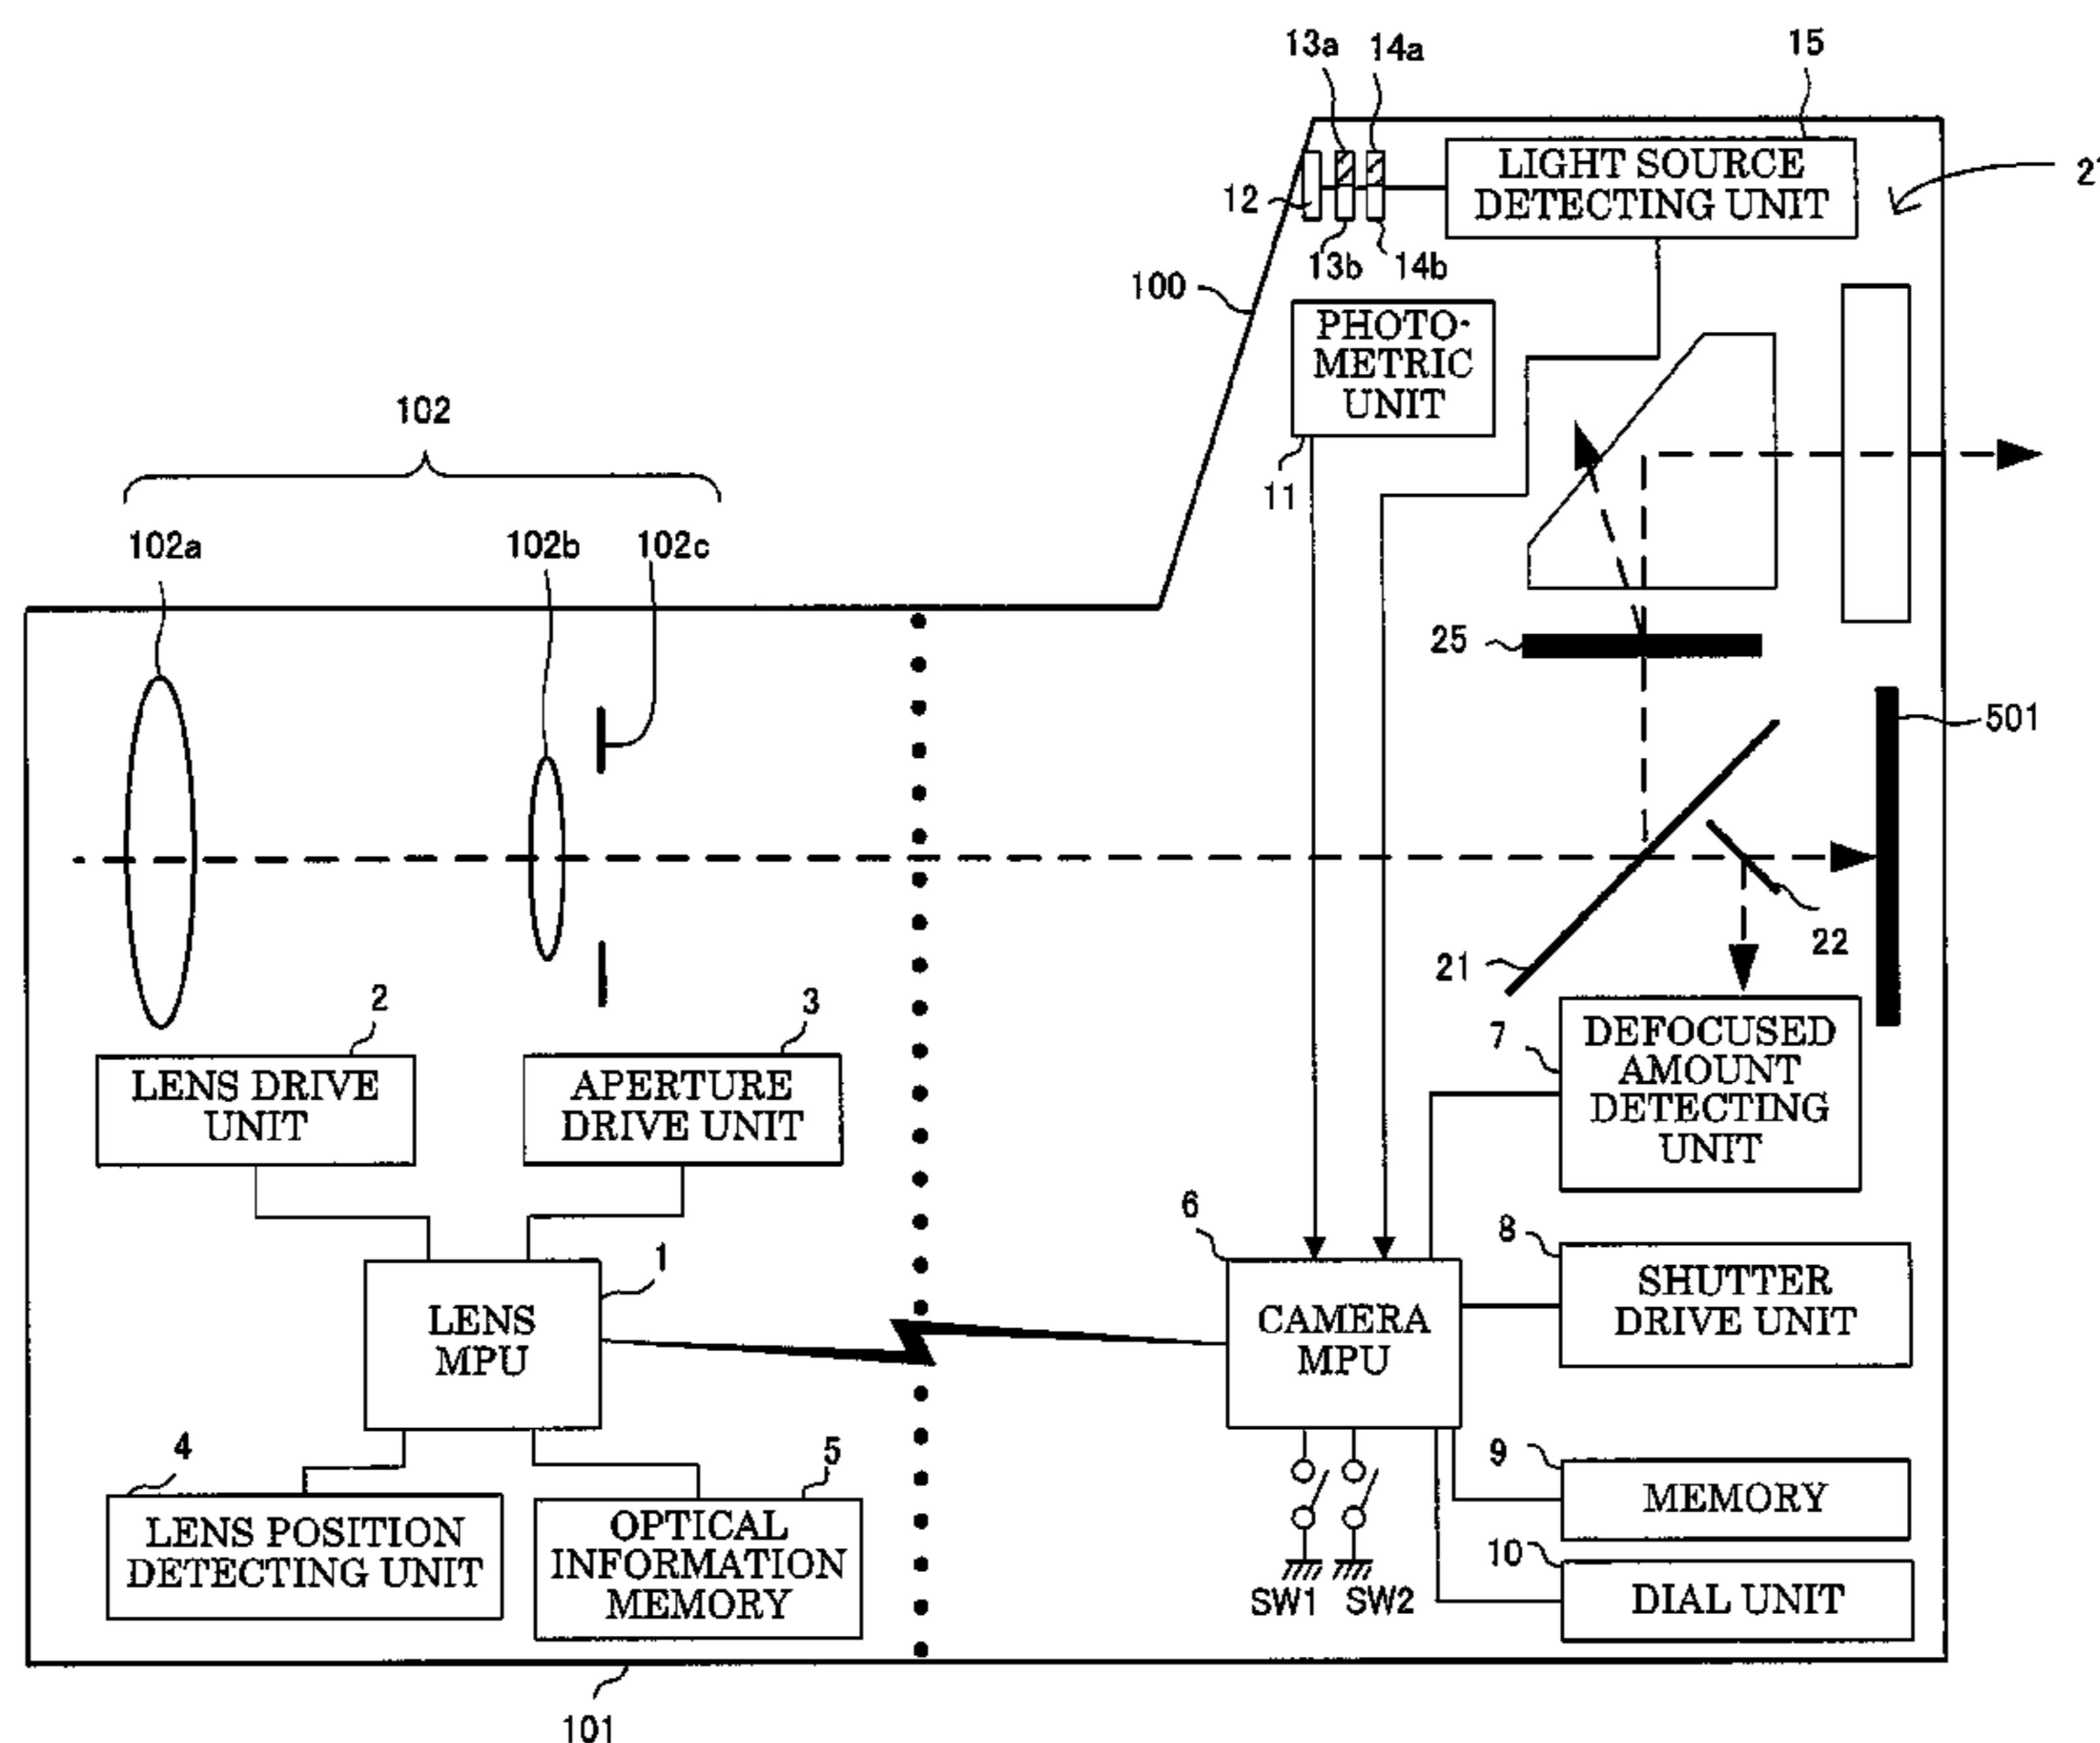 13a
14a
15
LIGHT SOURCE
DETECTING UNIT
12
13b
14b
100
PHOTO-
METRIC
UNIT
11
102
102a
102b
102c
25
501
21
22
2
3
7
LENS DRIVE
UNIT
APERTURE
DRIVE UNIT
DEFOCUSED
AMOUNT
DETECTING
UNIT
1
6
8
LENS
MPU
CAMERA
MPU
SHUTTER
DRIVE UNIT
4
5
9
LENS POSITION
DETECTING UNIT
OPTICAL
INFORMATION
MEMORY
MEMORY
10
SW1
SW2
DIAL UNIT
101